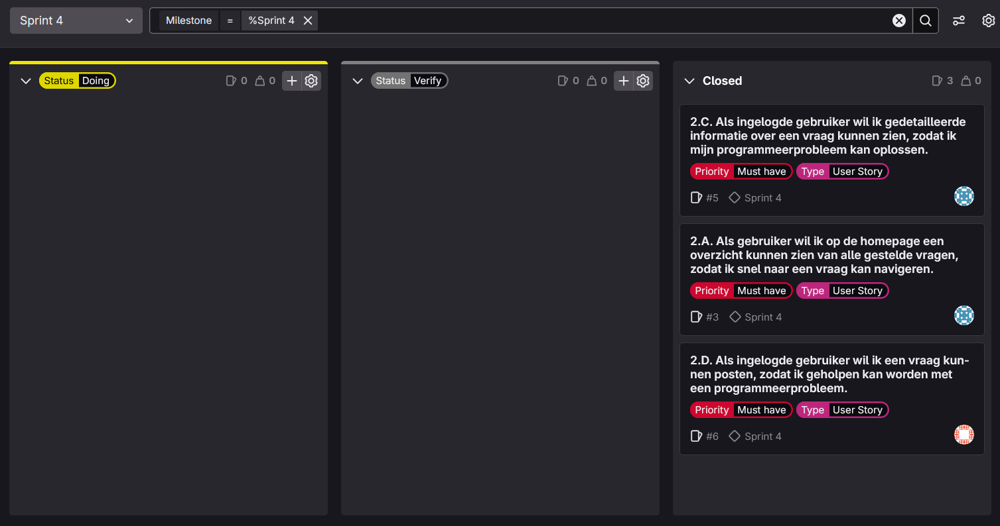 Sprint 4
Milestone = %Sprint 4
Status Doing 0 0
Status Verify 0 0
Closed 3 0
2.C. Als ingelogde gebruiker wil ik gedetailleerde
informatie over een vraag kunnen zien, zodat ik
mijn programmeerprobleem kan oplossen.
Priority Must have Type User Story
#5 Sprint 4
2.A. Als gebruiker wil ik op de homepage een
overzicht kunnen zien van alle gestelde vragen,
zodat ik snel naar een vraag kan navigeren.
Priority Must have Type User Story
#3 Sprint 4
2.D. Als ingelogde gebruiker wil ik een vraag kun-
nen posten, zodat ik geholpen kan worden met
een programmeerprobleem.
Priority Must have Type User Story
#6 Sprint 4